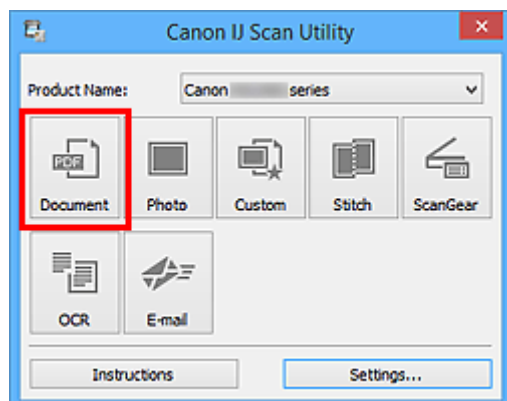 Canon IJ Scan Utility
Product Name: Canon series
PDF
Document Photo Custom Stitch ScanGear
OCR E-mail
Instructions Settings...